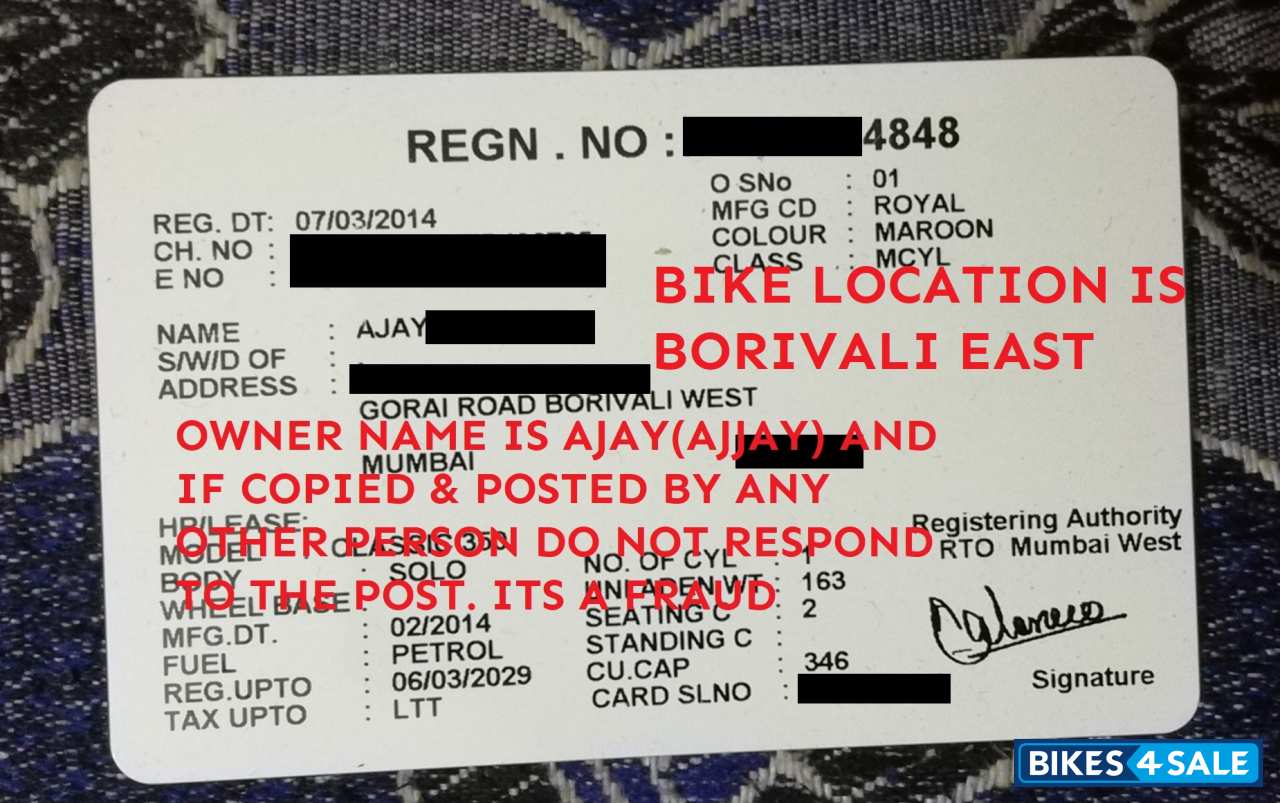 REGN . NO : 4848
O SNo : 01
REG. DT: 07/03/2014
MFG CD : ROYAL
CH. NO :
COLOUR : MAROON
E NO :
CLASS : MCYL
BIKE LOCATION IS
BORIVALI EAST
NAME : AJAY
S/W/D OF :
ADDRESS :
GORAI ROAD BORIVALI WEST
OWNER NAME IS AJAY(AJJAY) AND
MUMBAI
IF COPIED & POSTED BY ANY
OTHER PERSON DO NOT RESPOND
TO THE POST. ITS A FRAUD
HP/LEASE:
MODEL : CLASSIC 350
BODY : SOLO
WHEEL BASE :
MFG.DT. : 02/2014
FUEL : PETROL
REG.UPTO : 06/03/2029
TAX UPTO : LTT
NO. OF CYL : 1
UNLADEN WT : 163
SEATING C : 2
STANDING C :
CU.CAP : 346
CARD SLNO :
Registering Authority
RTO Mumbai West
Signature
BIKES 4 SALE